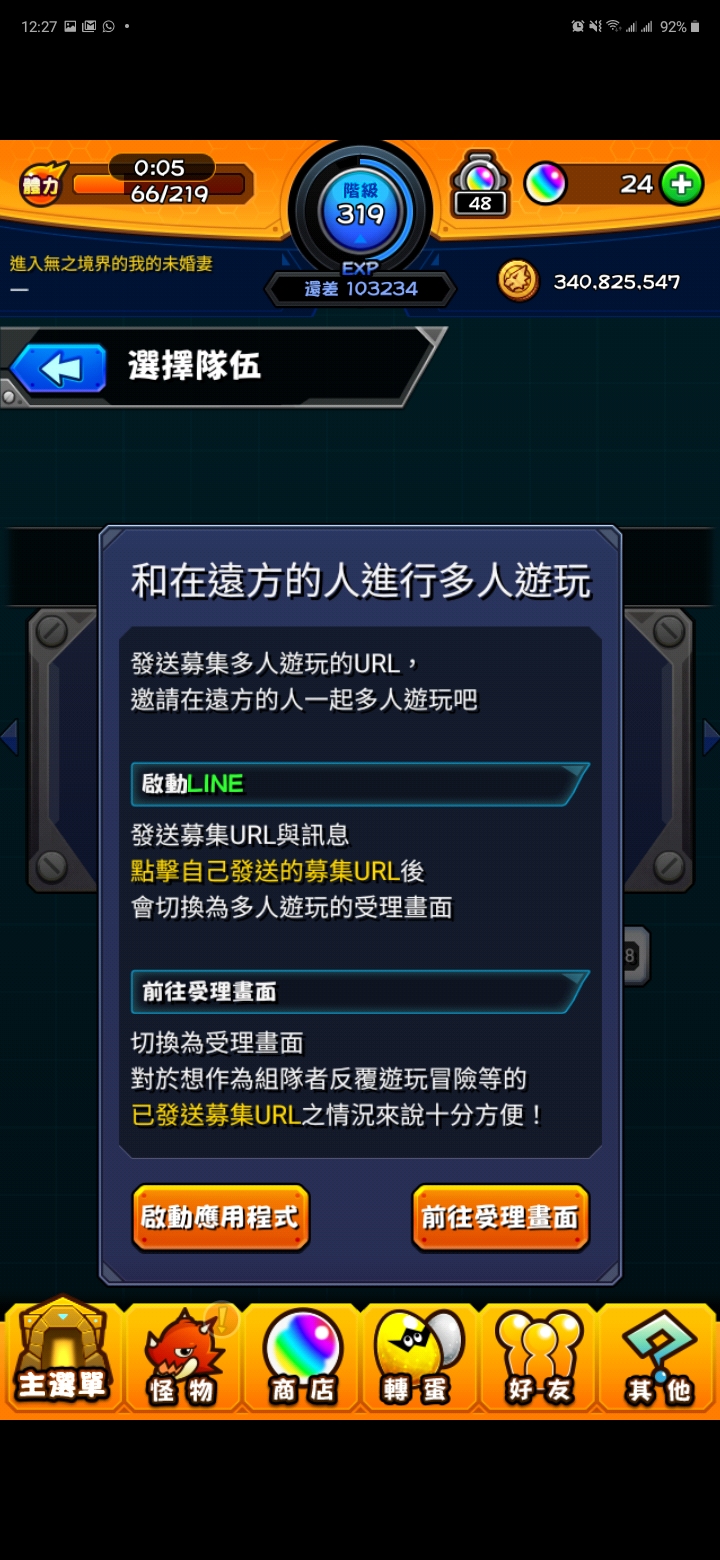 12:27
92%
0:05
體力
66/219
階級
319
48
24
EXP
還差 103234
進入無之境界的我的未婚妻
340,825,547
選擇隊伍
和在遠方的人進行多人遊玩
發送募集多人遊玩的URL，
邀請在遠方的人一起多人遊玩吧
啟動LINE
發送募集URL與訊息
點擊自己發送的募集URL後
會切換為多人遊玩的受理畫面
8
前往受理畫面
切換為受理畫面
對於想作為組隊者反覆遊玩冒險等的
已發送募集URL之情況來說十分方便！
啟動應用程式
前往受理畫面
主選單
怪物
商店
轉蛋
好友
其他